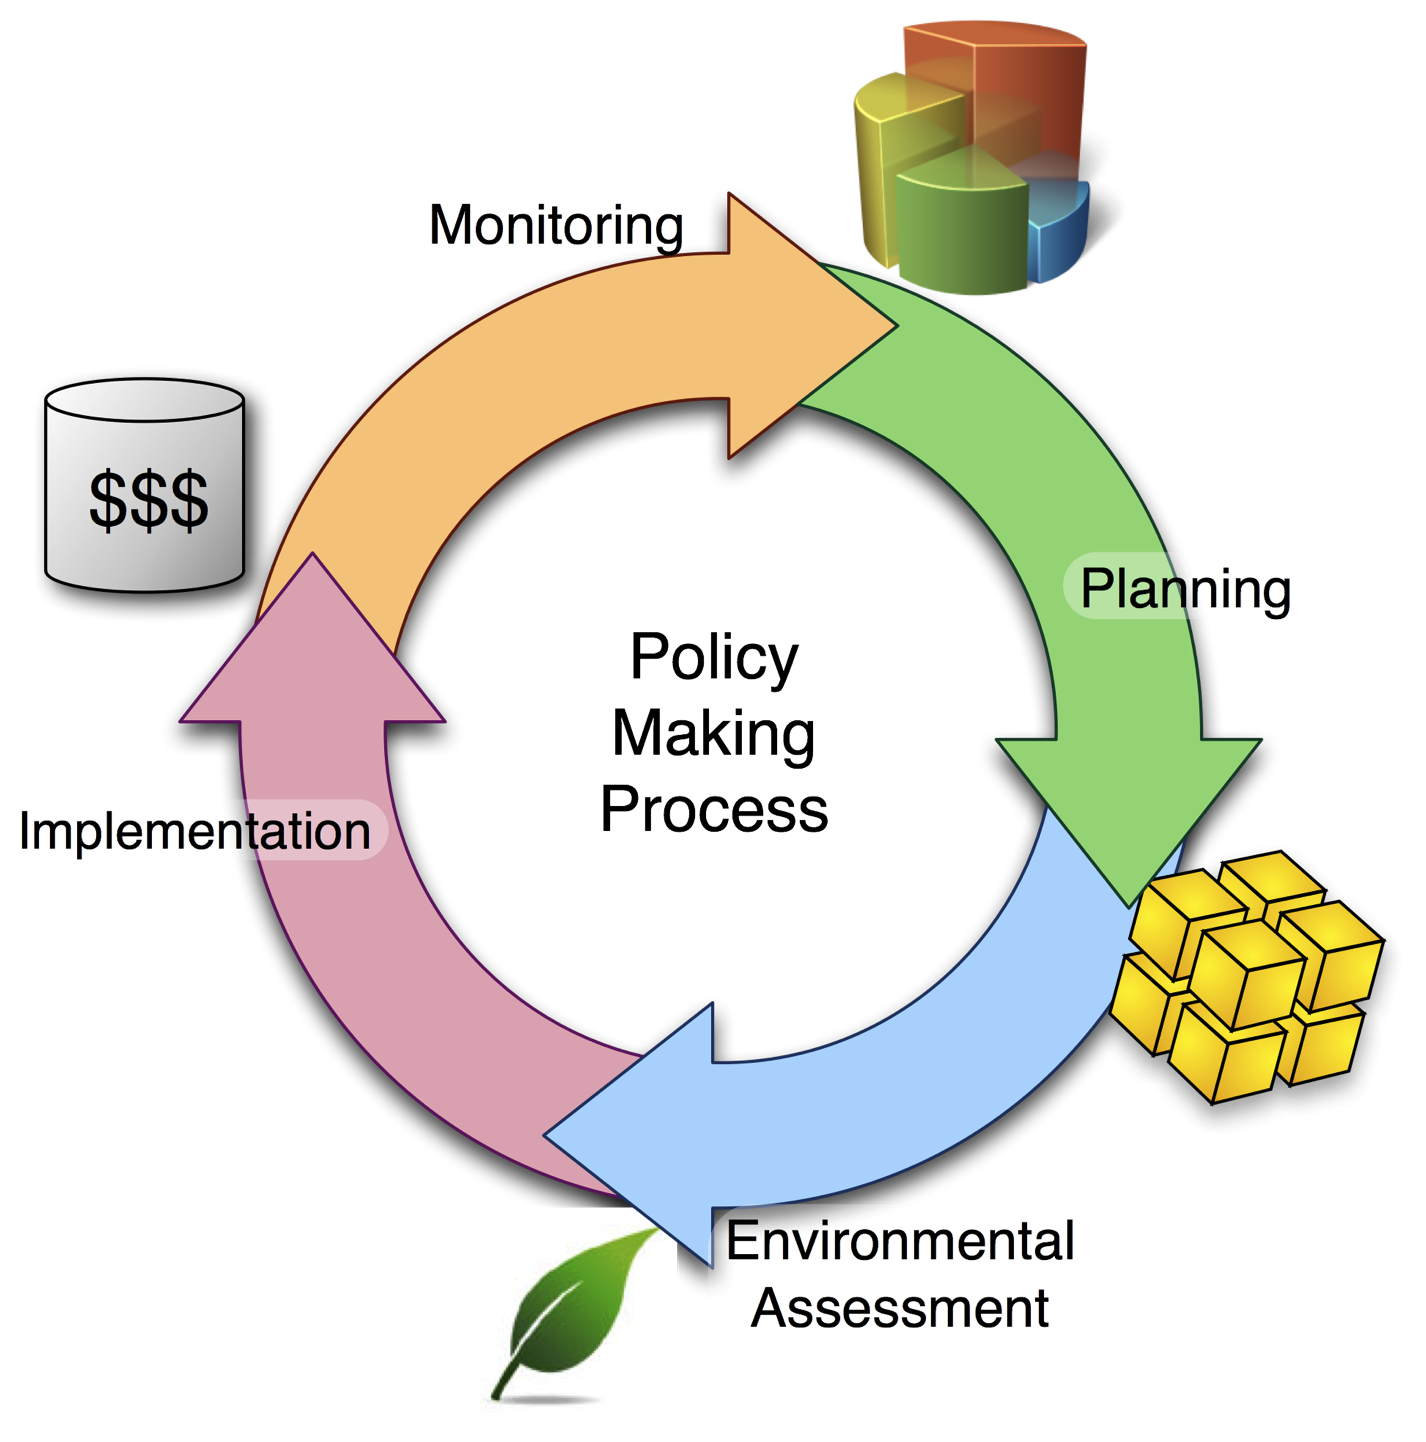 Monitoring
$$$
Planning
Policy
Making
Process
Implementation
Environmental
Assessment